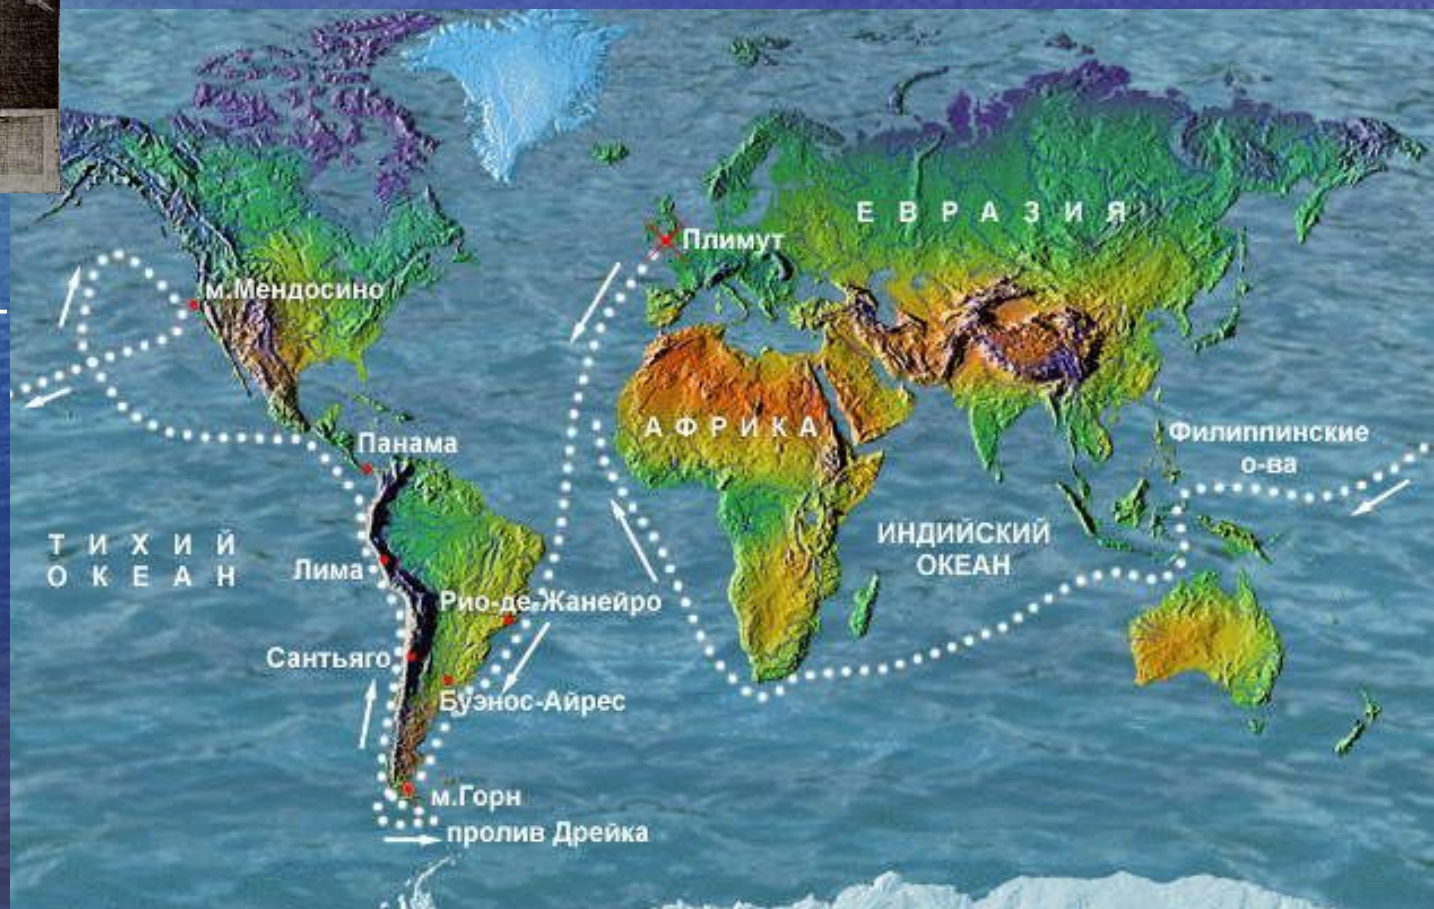 ЕВРАЗИЯ
Плимут
м.Мендосино
АФРИКА
Панама
Филиппинские
о-ва
ИНДИЙСКИЙ
ОКЕАН
ТИХИЙ
ОКЕАН
Лима
Рио-де-Жанейро
Сантьяго
Буэнос-Айрес
м.Горн
пролив Дрейка